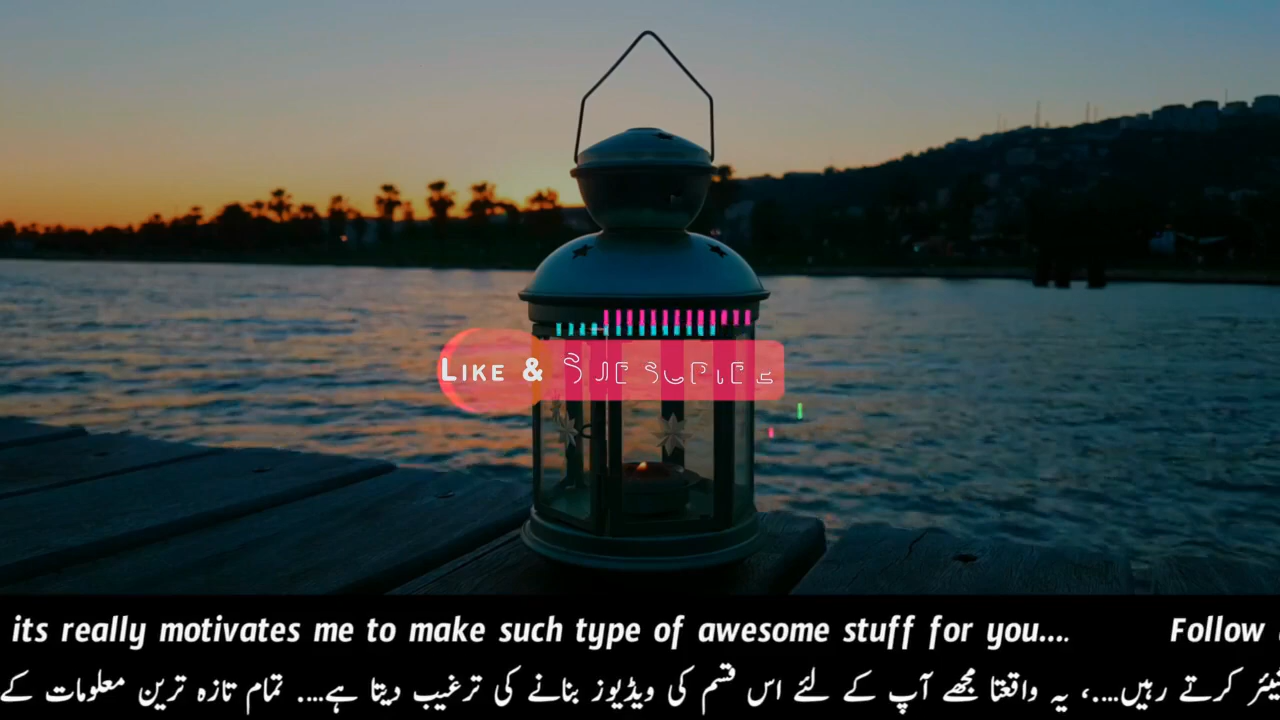 Like &
its really motivates me to make such type of awesome stuff for you.... Follow
کرتے رہیں....، یہ واقعتا مجھے آپ کے لئے اس قسم کی ویڈیوز بنانے کی ترغیب دیتا ہے.... تمام تازہ ترین معلومات کے